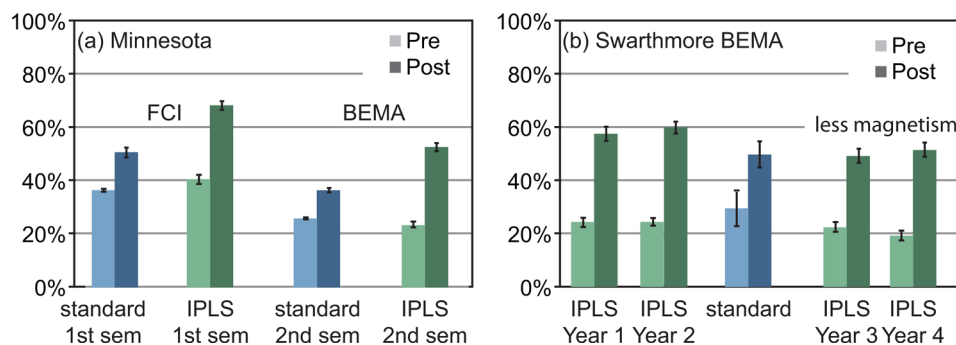 100%
80%
60%
40%
20%
0%
(a) Minnesota
Pre
Post
FCI
BEMA
standard
1st sem
IPLS
1st sem
standard
2nd sem
IPLS
2nd sem
100%
80%
60%
40%
20%
0%
(b) Swarthmore BEMA
Pre
Post
less magnetism
IPLS
Year 1
IPLS
Year 2
standard
IPLS
Year 3
IPLS
Year 4